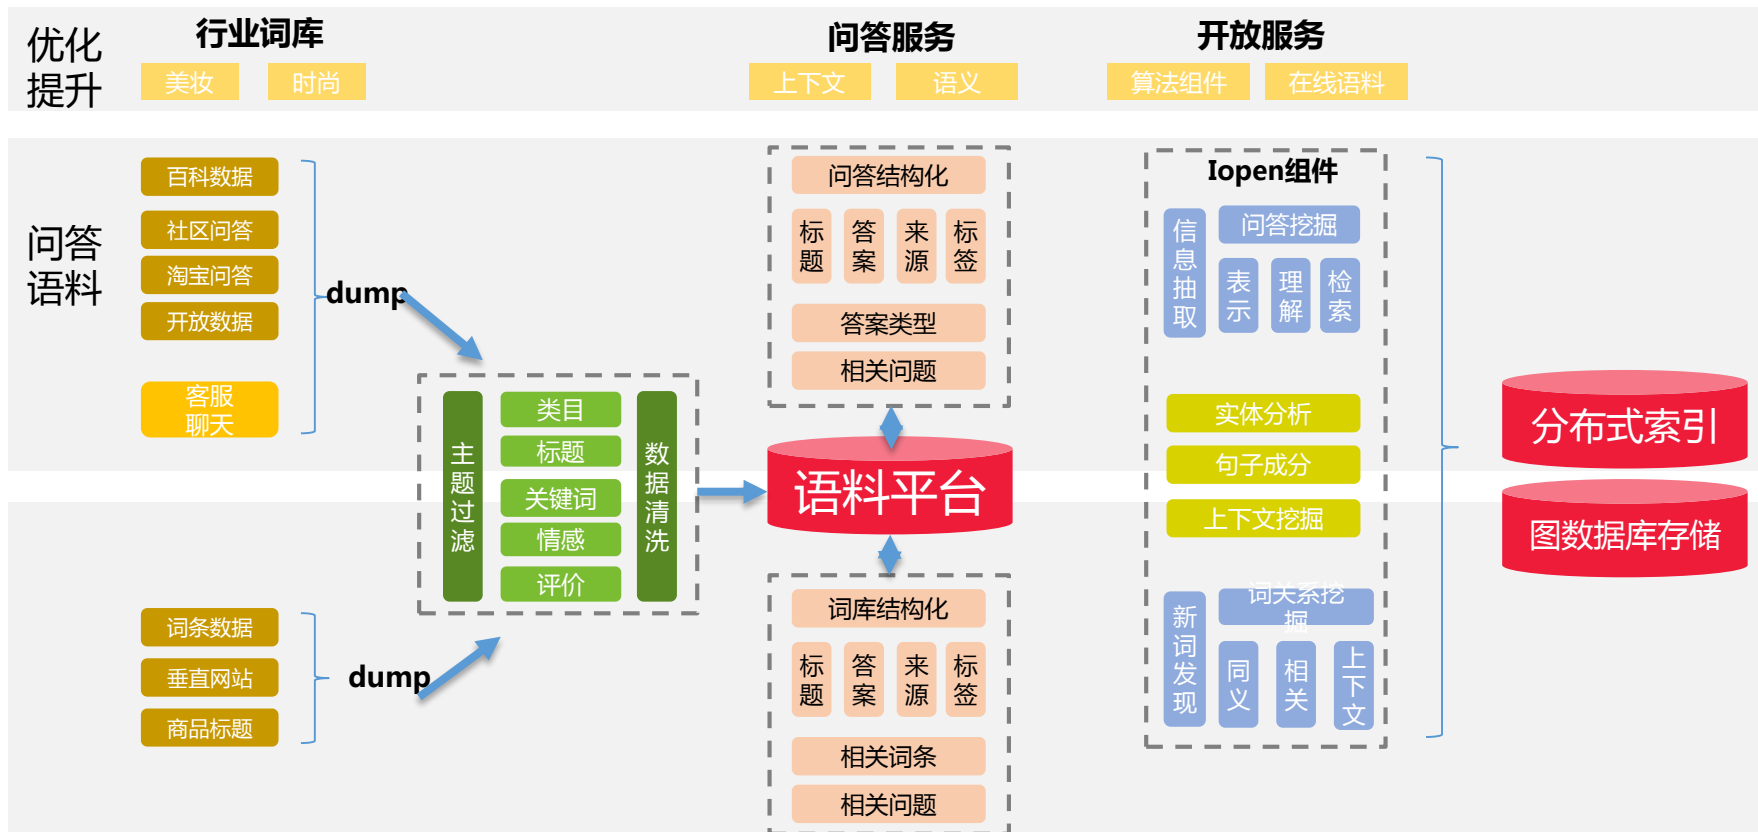 优化
提升
行业词库
美妆
时尚
问答服务
上下文
语义
开放服务
算法组件
在线语料
问答
语料
百科数据
社区问答
淘宝问答
开放数据
客服
聊天
dump
词条数据
垂直网站
商品标题
dump
主
题
过
滤
类目
标题
关键词
情感
评价
数
据
清
洗
问答结构化
标
题
答
案
来
源
标
签
答案类型
相关问题
语料平台
词库结构化
标
题
答
案
来
源
标
签
相关词条
相关问题
Iopen组件
信
息
抽
取
问答挖掘
表
示
理
解
检
索
实体分析
句子成分
上下文挖掘
新
词
发
现
词关系挖
掘
同
义
相
关
上
下
文
分布式索引
图数据库存储